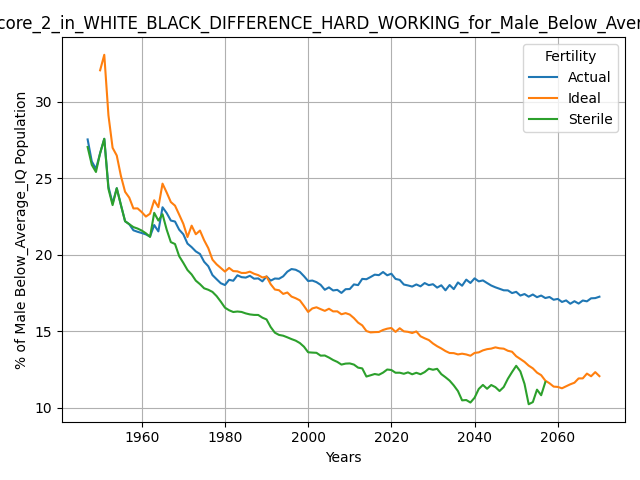 core_2_in_WHITE_BLACK_DIFFERENCE_HARD_WORKING_for_Male_Below_Aver
Fertility
Actual
Ideal
Sterile
% of Male Below_Average_IQ Population
30
25
20
15
10
1960
1980
2000
2020
2040
2060
Years